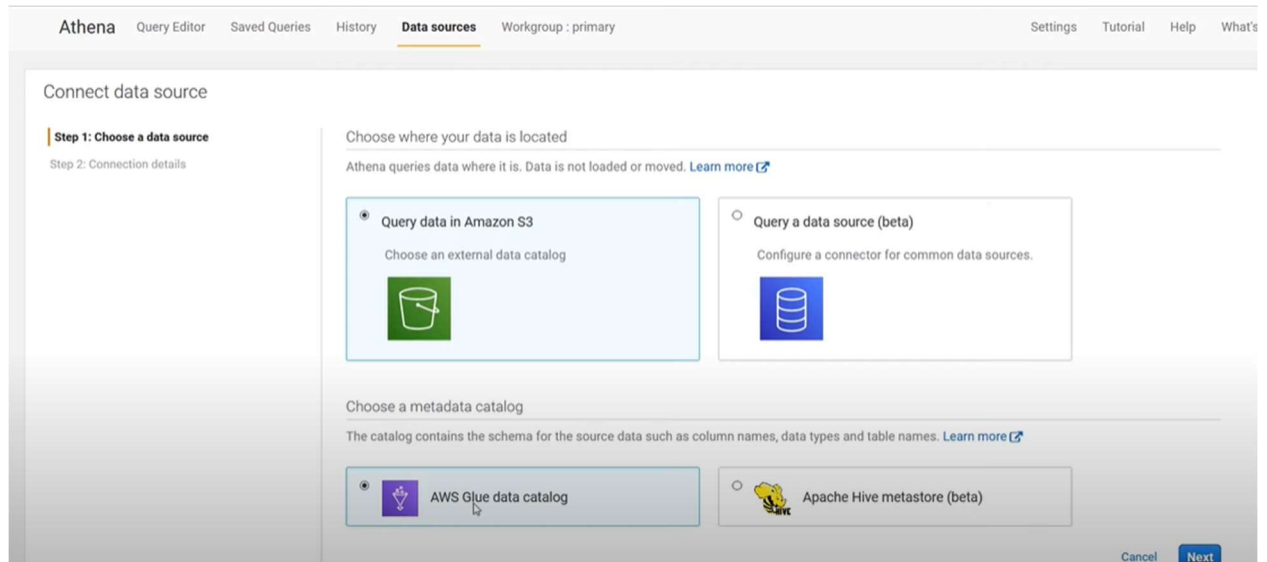 Athena Query Editor Saved Queries History Data sources Workgroup : primary Settings Tutorial Help What's
Connect data source
Step 1: Choose a data source
Step 2: Connection details
Choose where your data is located
Athena queries data where it is. Data is not loaded or moved. Learn more
Query data in Amazon S3
Choose an external data catalog
Query a data source (beta)
Configure a connector for common data sources.
Choose a metadata catalog
The catalog contains the schema for the source data such as column names, data types and table names. Learn more
AWS Glue data catalog
HIVE
Apache Hive metastore (beta)
Cancel Next